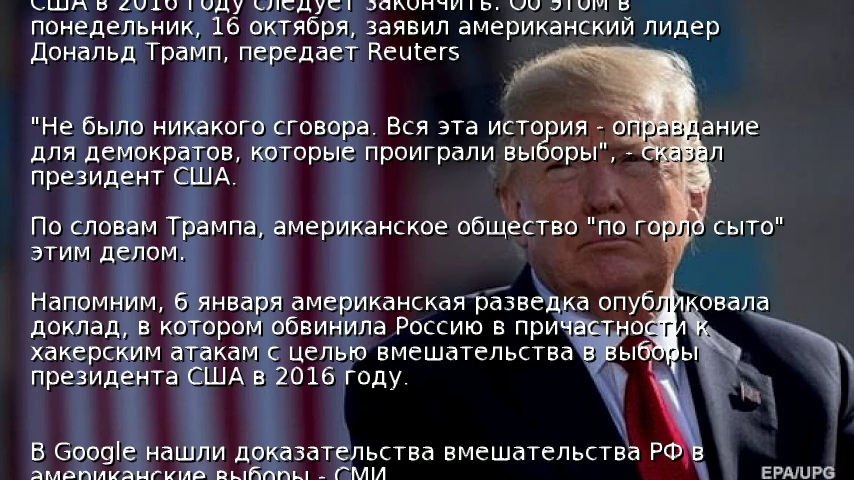 США в 2016 году следует закончить. Об этом в
понедельник, 16 октября, заявил американский лидер
Дональд Трамп, передает Reuters
"Не было никакого сговора. Вся эта история - оправдание
для демократов, которые проиграли выборы", - сказал
президент США.
По словам Трампа, американское общество "по горло сыто"
этим делом.
Напомним, 6 января американская разведка опубликовала
доклад, в котором обвинила Россию в причастности к
хакерским атакам с целью вмешательства в выборы
президента США в 2016 году.
В Google нашли доказательства вмешательства РФ в
американские выборы - СМИ
EPA/UPG